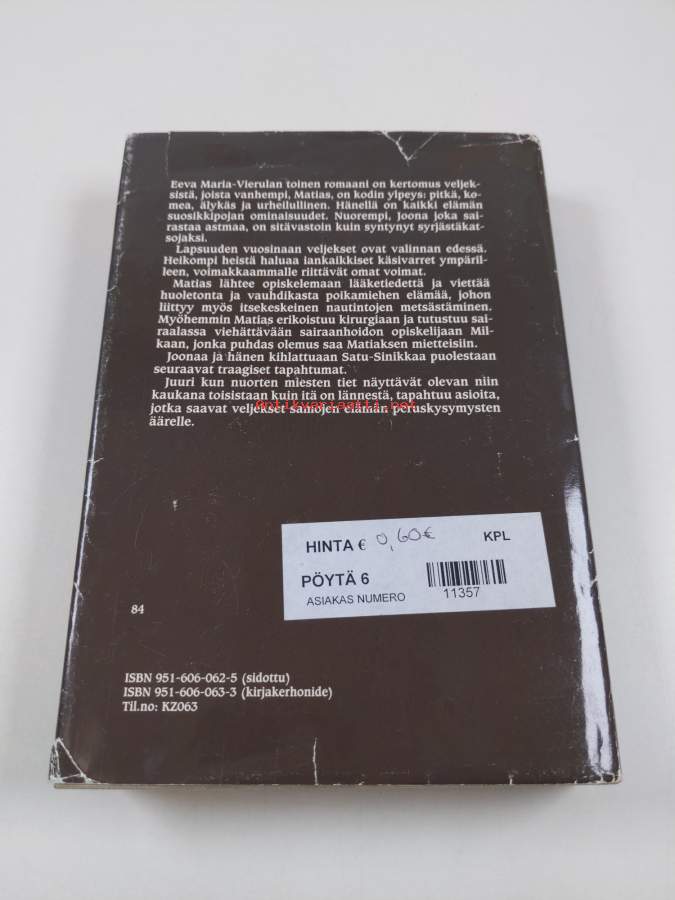 Eeva Maria-Vierulan toinen romaani on kertomus veljek-
sistä, joista vanhempi, Matias, on kodin ylpeys: pitkä, ko-
mea, älykäs ja urheilullinen. Hänellä on kaikki elämän
suosikkipojan ominaisuudet. Nuorempi, Joona joka sai-
rastaa astmaa, on sitävastoin kuin syntynyt syrjästäkat-
sojaksi.
Lapsuuden vuosinaan veljekset ovat valinnan edessä.
Heikompi heistä haluaa iankaikkiset käsivarret ympäril-
leen, voimakkaammalle riittävät omat voimat.
Matias lähtee opiskelemaan lääketiedettä ja viettää
huoletonta ja vauhdikasta poikamiehen elämää, johon
liittyy myös itsekeskeinen nautintojen metsästäminen.
Myöhemmin Matias erikoistuu kirurgiaan ja tutustuu sai-
raalassa viehättävään sairaanhoidon opiskelijaan Mil-
kaan, jonka puhdas olemus saa Matiaksen mietteisiin.
Joonaa ja hänen kihlattuaan Satu-Sinikkaa puolestaan
seuraavat traagiset tapahtumat.
Juuri kun nuorten miesten tiet näyttävät olevan niin
kaukana toisistaan kuin itä on lännestä, tapahtuu asioita,
Antikvariaatti.net
jotka saavat veljekset samojen elämän peruskysymysten
äärelle.
HINTA € 0,60€ KPL
PÖYTÄ 6
ASIAKAS NUMERO 11357
84
ISBN 951-606-062-5 (sidottu)
ISBN 951-606-063-3 (kirjakerhonide)
Til.no: KZ063